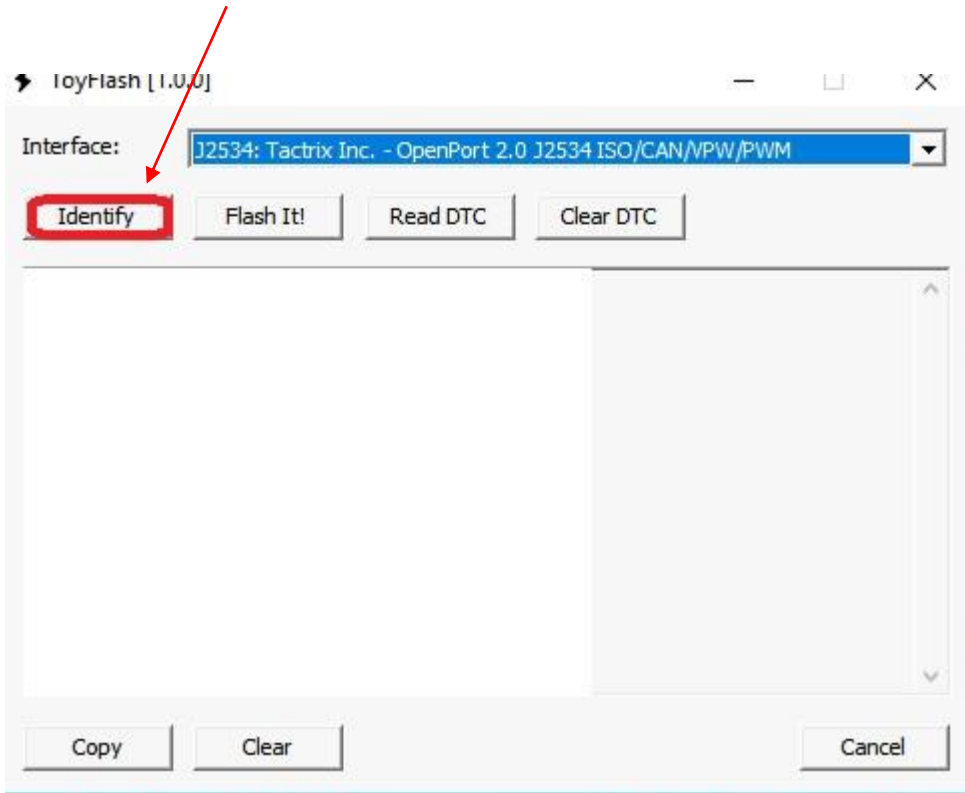 ToyFlash [1.0.0]
Interface: J2534: Tactrix Inc. - OpenPort 2.0 J2534 ISO/CAN/VPW/PWM
Identify Flash It! Read DTC Clear DTC
Copy Clear Cancel